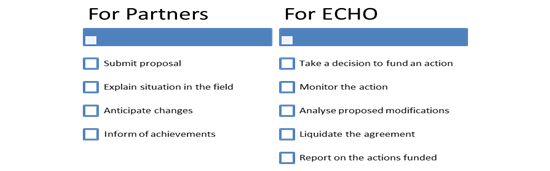 For Partners
Submit proposal
Explain situation in the field
Anticipate changes
Inform of achievements
For ECHO
Take a decision to fund an action
Monitor the action
Analyse proposed modifications
Liquidate the agreement
Report on the actions funded